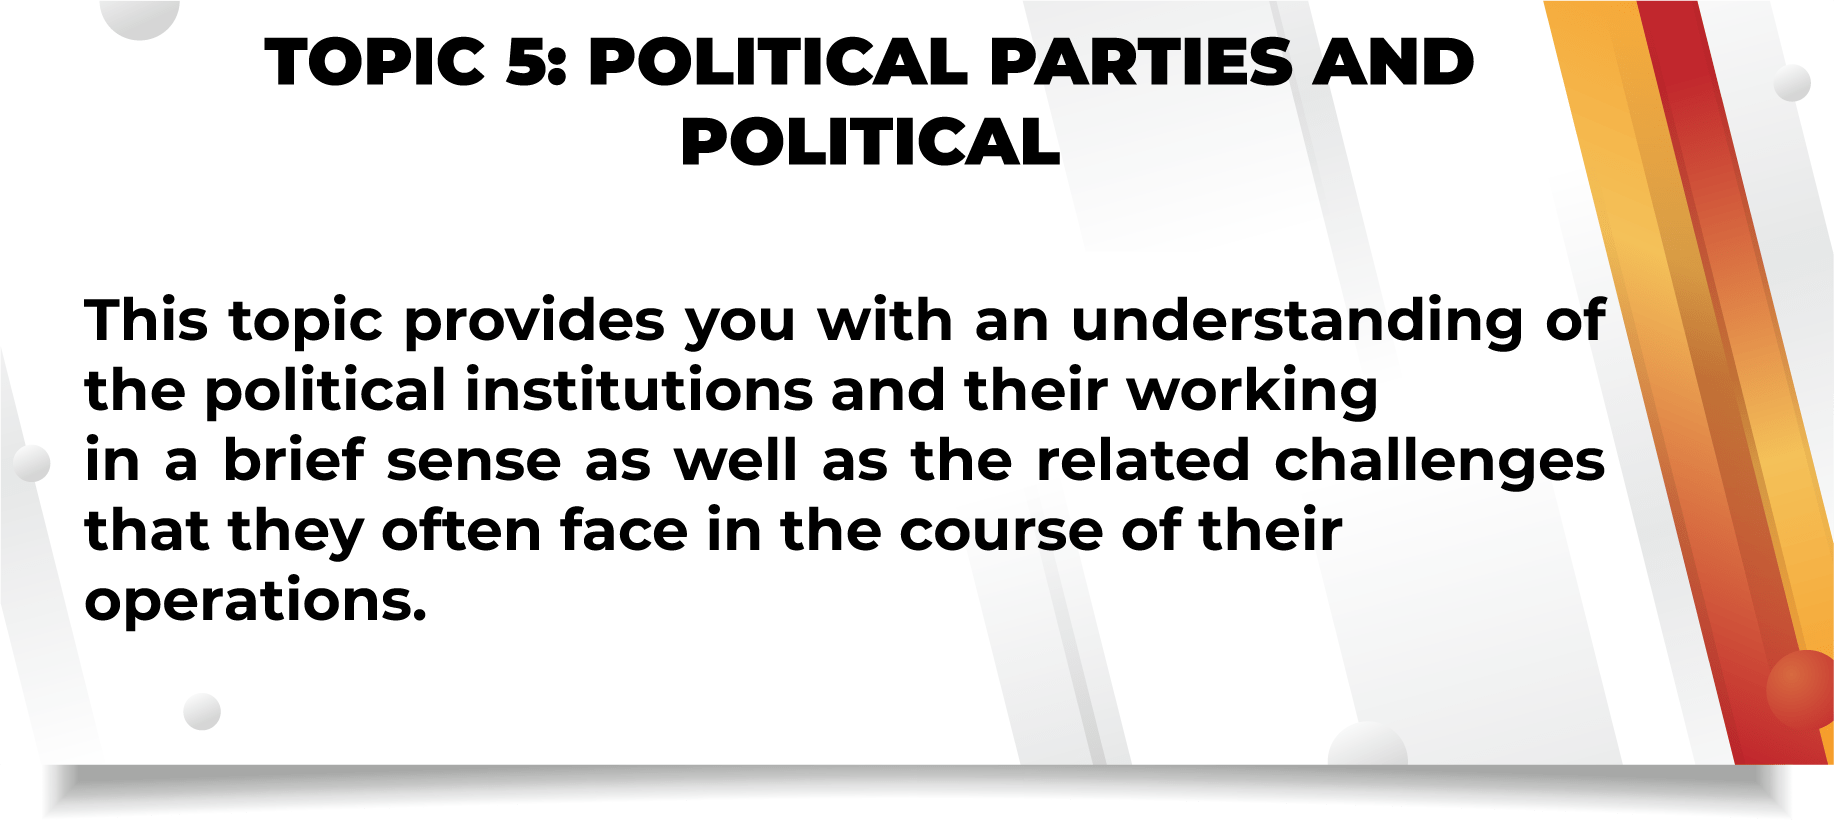 TOPIC 5: POLITICAL PARTIES AND
POLITICAL
This topic provides you with an understanding of
the political institutions and their working
in a brief sense as well as the related challenges
that they often face in the course of their
operations.